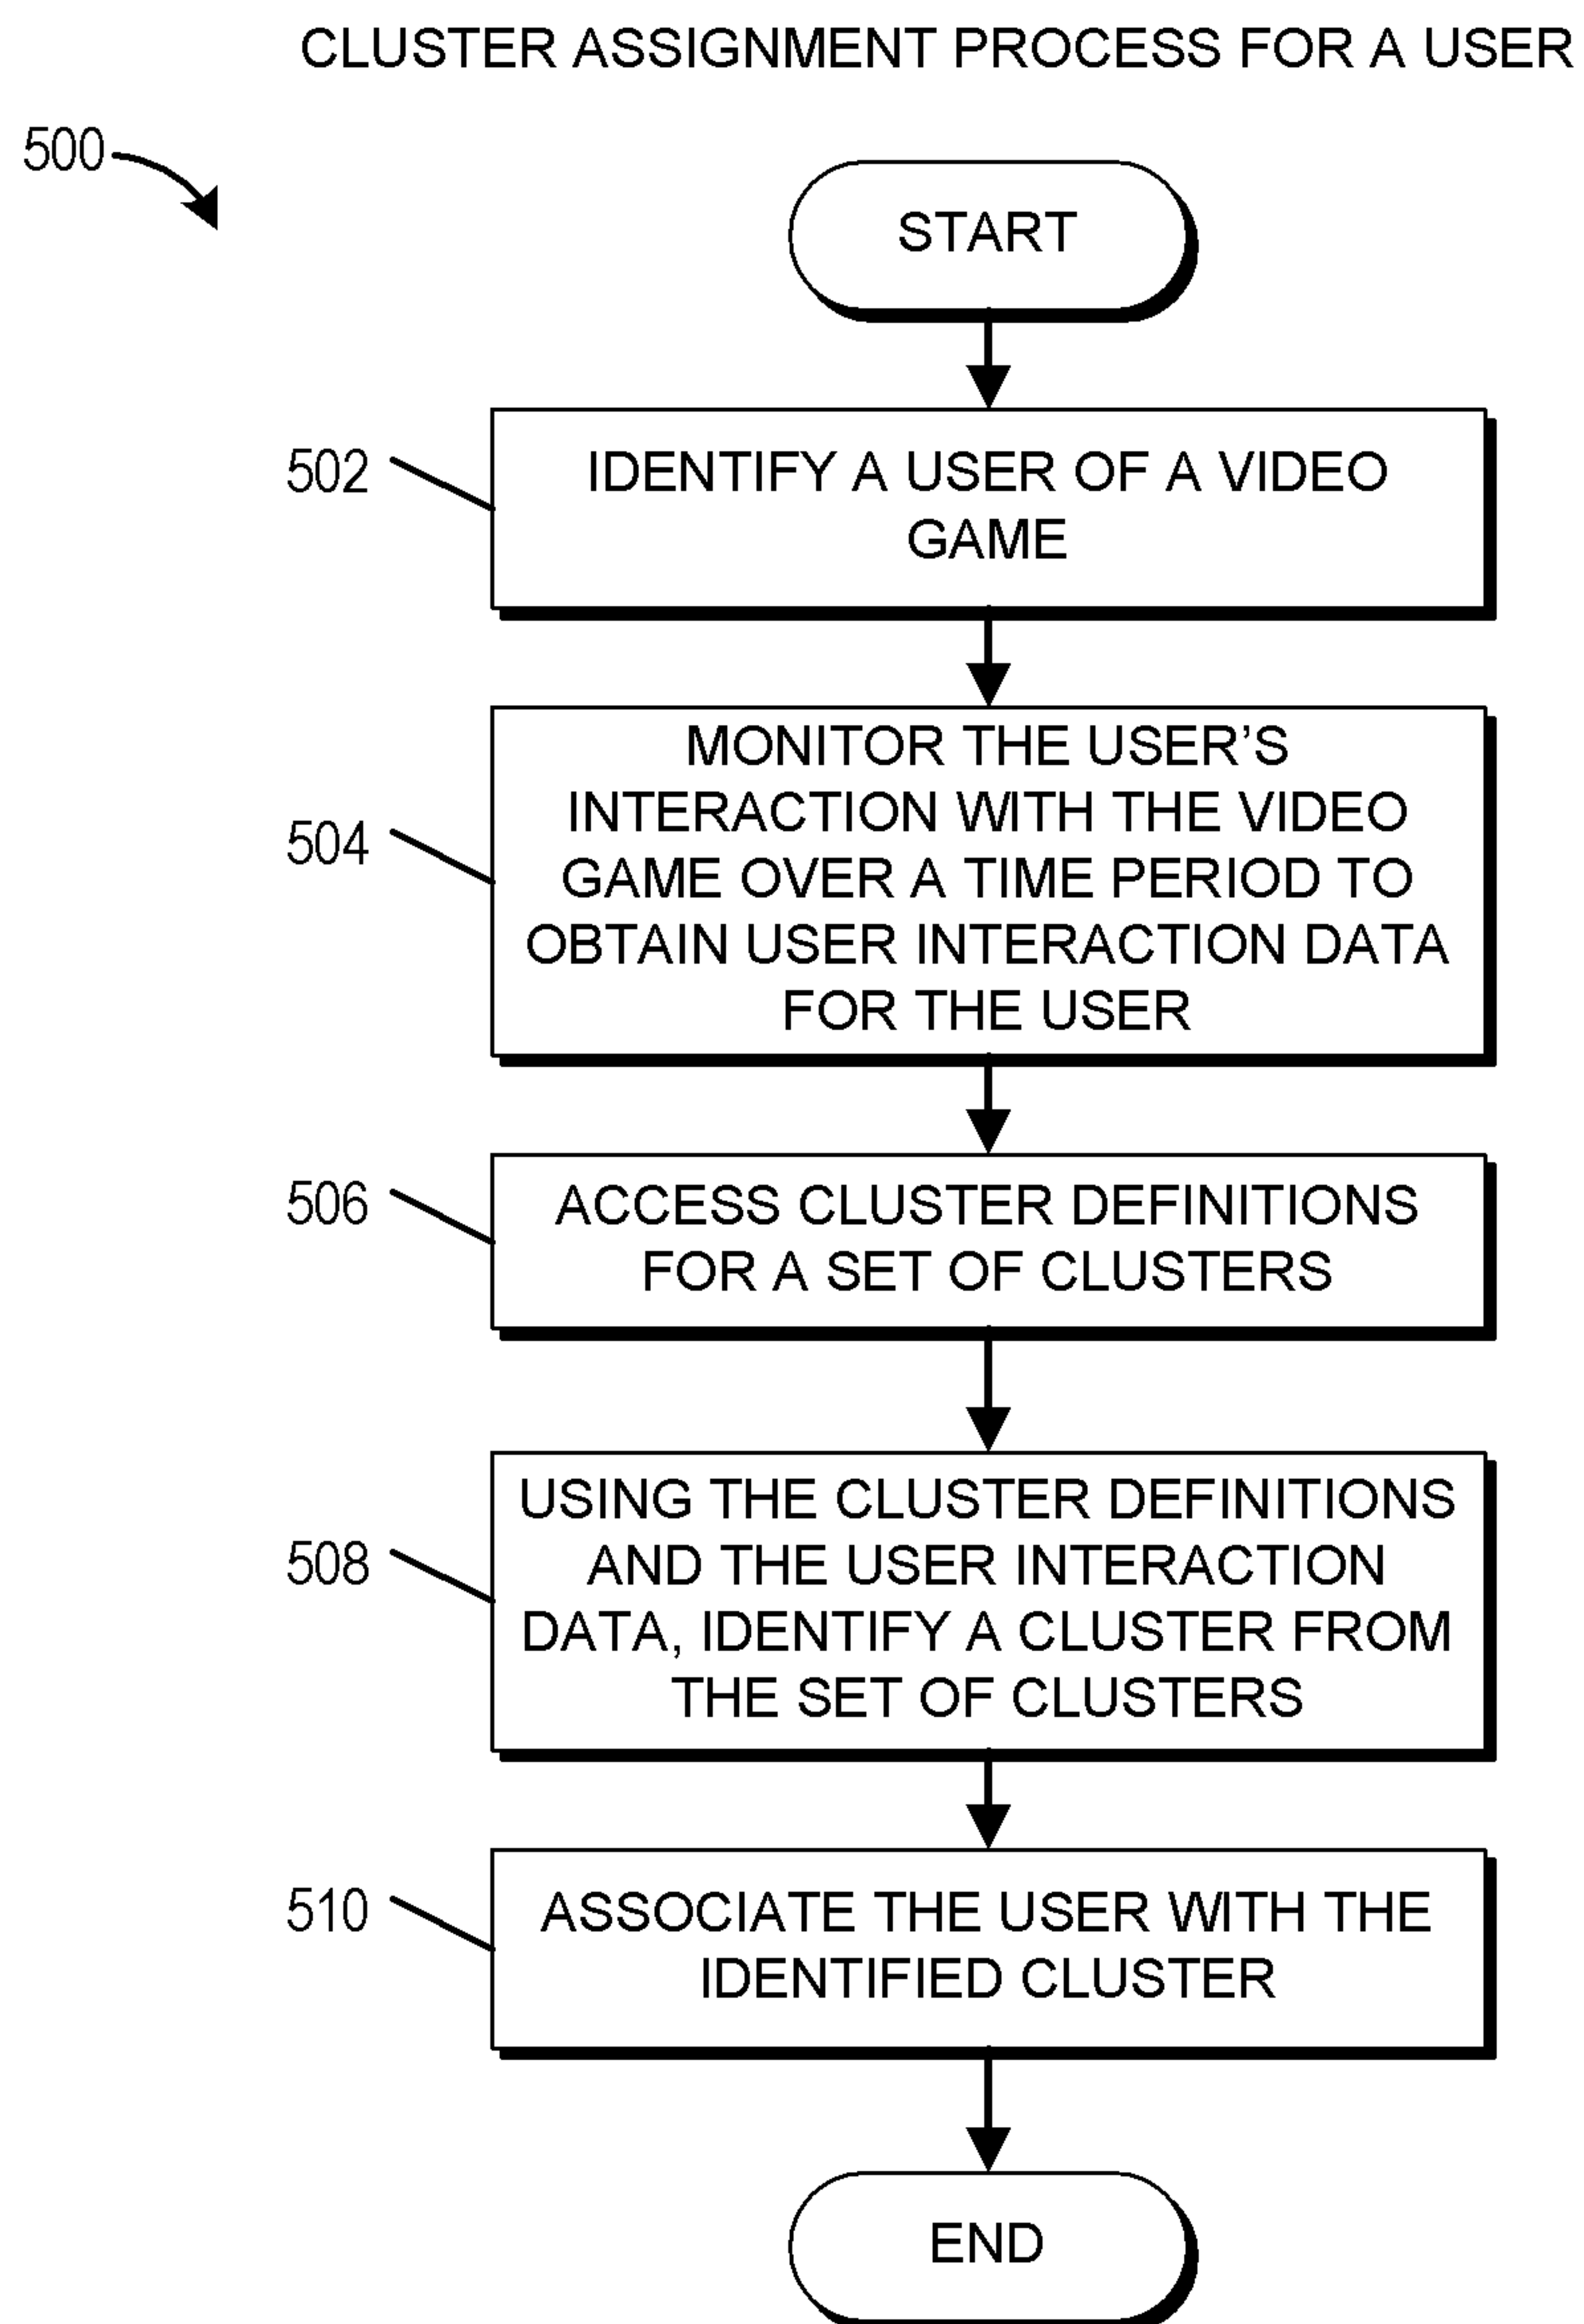 CLUSTER ASSIGNMENT PROCESS FOR A USER
500
START
502
IDENTIFY A USER OF A VIDEO
GAME
504
MONITOR THE USER’S
INTERACTION WITH THE VIDEO
GAME OVER A TIME PERIOD TO
OBTAIN USER INTERACTION DATA
FOR THE USER
506
ACCESS CLUSTER DEFINITIONS
FOR A SET OF CLUSTERS
508
USING THE CLUSTER DEFINITIONS
AND THE USER INTERACTION
DATA, IDENTIFY A CLUSTER FROM
THE SET OF CLUSTERS
510
ASSOCIATE THE USER WITH THE
IDENTIFIED CLUSTER
END